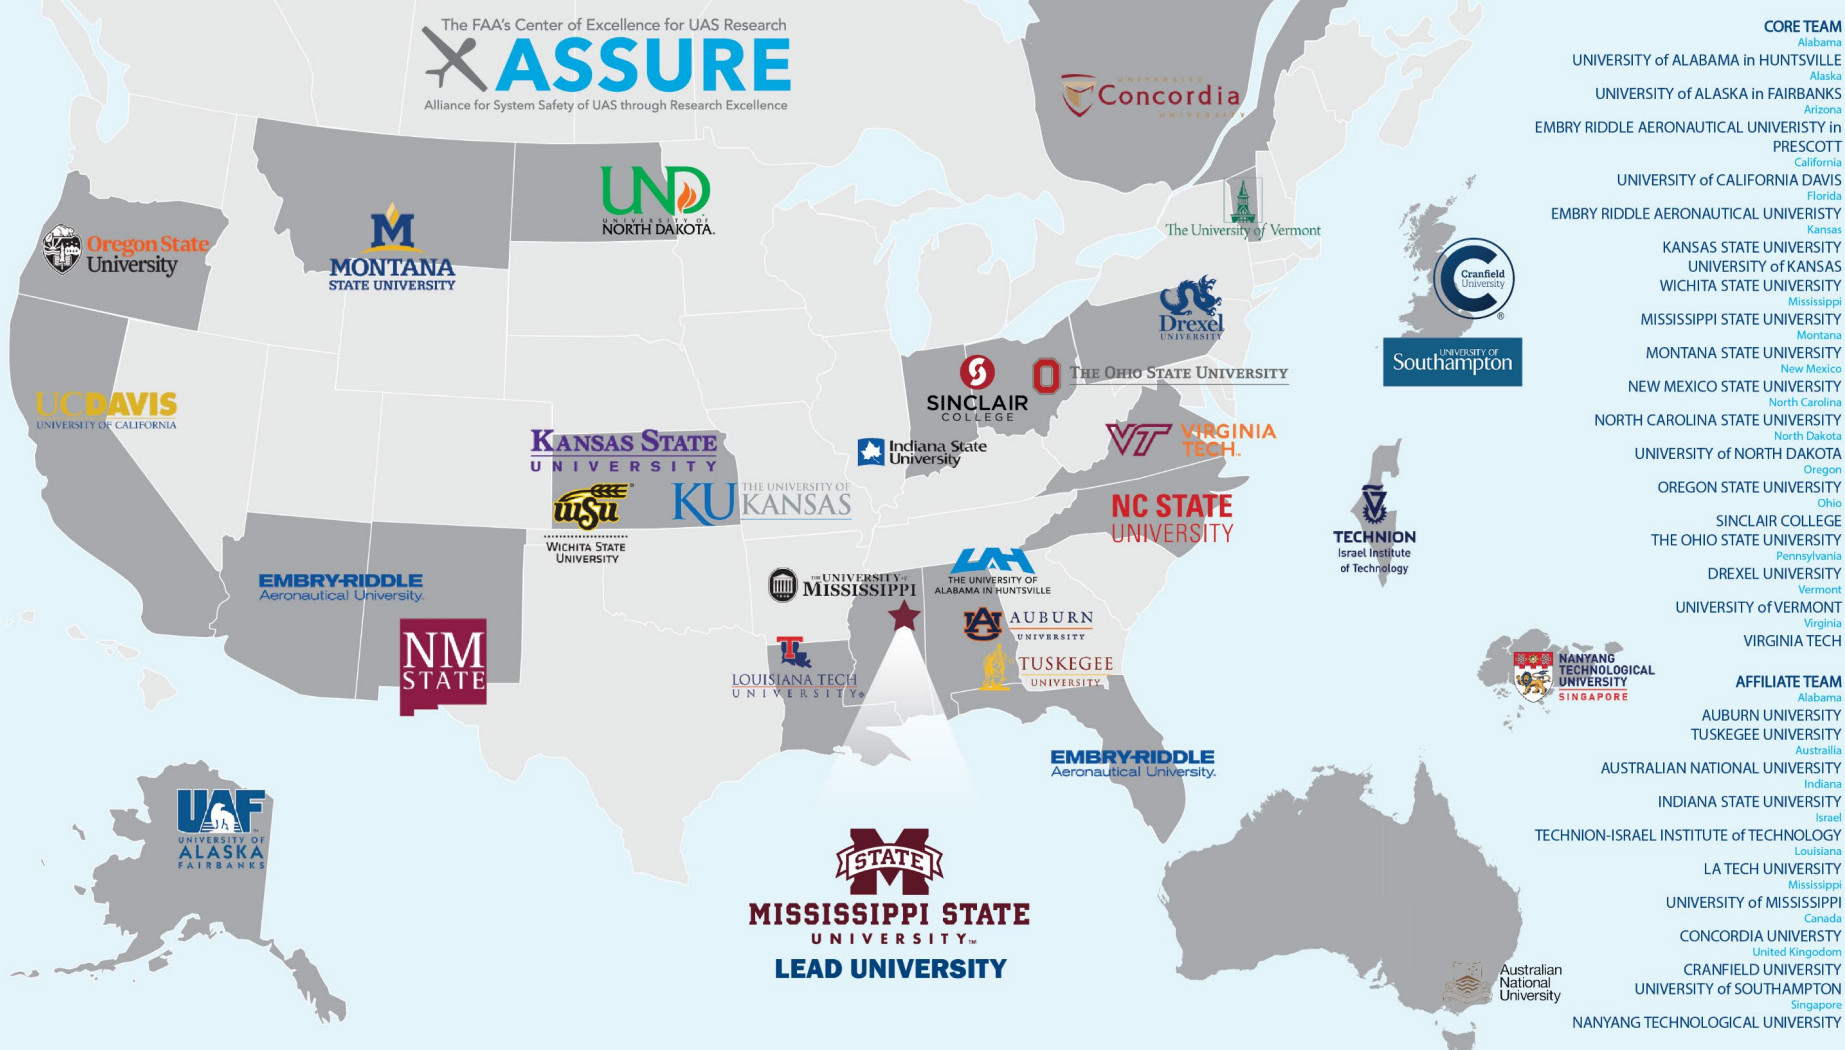 The FAA's Center of Excellence for UAS Research
ASSURE
Alliance for System Safety of UAS through Research Excellence
UNIVERSITÉ
Concordia
UNIVERSITY
UND
UNIVERSITY OF
NORTH DAKOTA.
Oregon State
University
M
MONTANA
STATE UNIVERSITY
The University of Vermont
C
Cranfield
University
®
Drexel
UNIVERSITY
UNIVERSITY OF
Southampton
S
SINCLAIR
COLLEGE
O
THE OHIO STATE UNIVERSITY
UCDAVIS
UNIVERSITY OF CALIFORNIA
KANSAS STATE
UNIVERSITY
Indiana State
University
VT VIRGINIA
TECH.
WSU
WICHITA STATE
UNIVERSITY
KU THE UNIVERSITY OF
KANSAS
NC STATE
UNIVERSITY
TECHNION
Israel Institute
of Technology
EMBRY-RIDDLE
Aeronautical University.
THE UNIVERSITY of
MISSISSIPPI
UAH
THE UNIVERSITY OF
ALABAMA IN HUNTSVILLE
AU AUBURN
UNIVERSITY
NM
STATE
T
LOUISIANA TECH
UNIVERSITY®
TUSKEGEE
UNIVERSITY
NANYANG
TECHNOLOGICAL
UNIVERSITY
SINGAPORE
EMBRY-RIDDLE
Aeronautical University.
UAF
UNIVERSITY OF
ALASKA
FAIRBANKS
M
STATE
MISSISSIPPI STATE
UNIVERSITY™
LEAD UNIVERSITY
Australian
National
University
CORE TEAM
Alabama
UNIVERSITY of ALABAMA in HUNTSVILLE
Alaska
UNIVERSITY of ALASKA in FAIRBANKS
Arizona
EMBRY RIDDLE AERONAUTICAL UNIVERISTY in
PRESCOTT
California
UNIVERSITY of CALIFORNIA DAVIS
Florida
EMBRY RIDDLE AERONAUTICAL UNIVERISTY
Kansas
KANSAS STATE UNIVERSITY
UNIVERSITY of KANSAS
WICHITA STATE UNIVERSITY
Mississippi
MISSISSIPPI STATE UNIVERSITY
Montana
MONTANA STATE UNIVERSITY
New Mexico
NEW MEXICO STATE UNIVERSITY
North Carolina
NORTH CAROLINA STATE UNIVERSITY
North Dakota
UNIVERSITY of NORTH DAKOTA
Oregon
OREGON STATE UNIVERSITY
Ohio
SINCLAIR COLLEGE
THE OHIO STATE UNIVERSITY
Pennsylvania
DREXEL UNIVERSITY
Vermont
UNIVERSITY of VERMONT
Virginia
VIRGINIA TECH
AFFILIATE TEAM
Alabama
AUBURN UNIVERSITY
TUSKEGEE UNIVERSITY
Austrailia
AUSTRALIAN NATIONAL UNIVERSITY
Indiana
INDIANA STATE UNIVERSITY
Israel
TECHNION-ISRAEL INSTITUTE of TECHNOLOGY
Louisiana
LA TECH UNIVERSITY
Mississippi
UNIVERSITY of MISSISSIPPI
Canada
CONCORDIA UNIVERSTY
United Kingdom
CRANFIELD UNIVERSITY
UNIVERSITY of SOUTHAMPTON
Singapore
NANYANG TECHNOLOGICAL UNIVERSITY